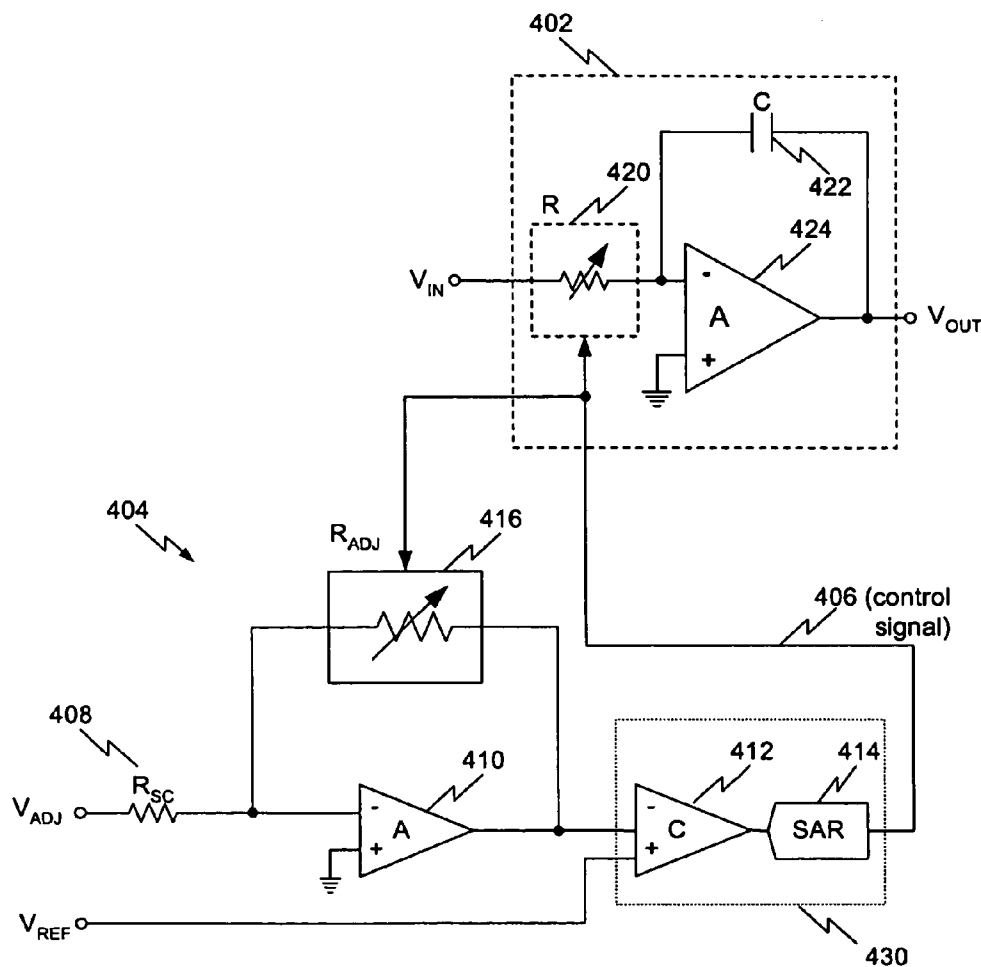 402
C
422
420
R
424
V_IN
-
A
+
V_OUT
404
R_ADJ
416
406 (control
signal)
408
R_SC
410
412
414
V_ADJ
-
A
+
-
C
+
SAR
V_REF
430